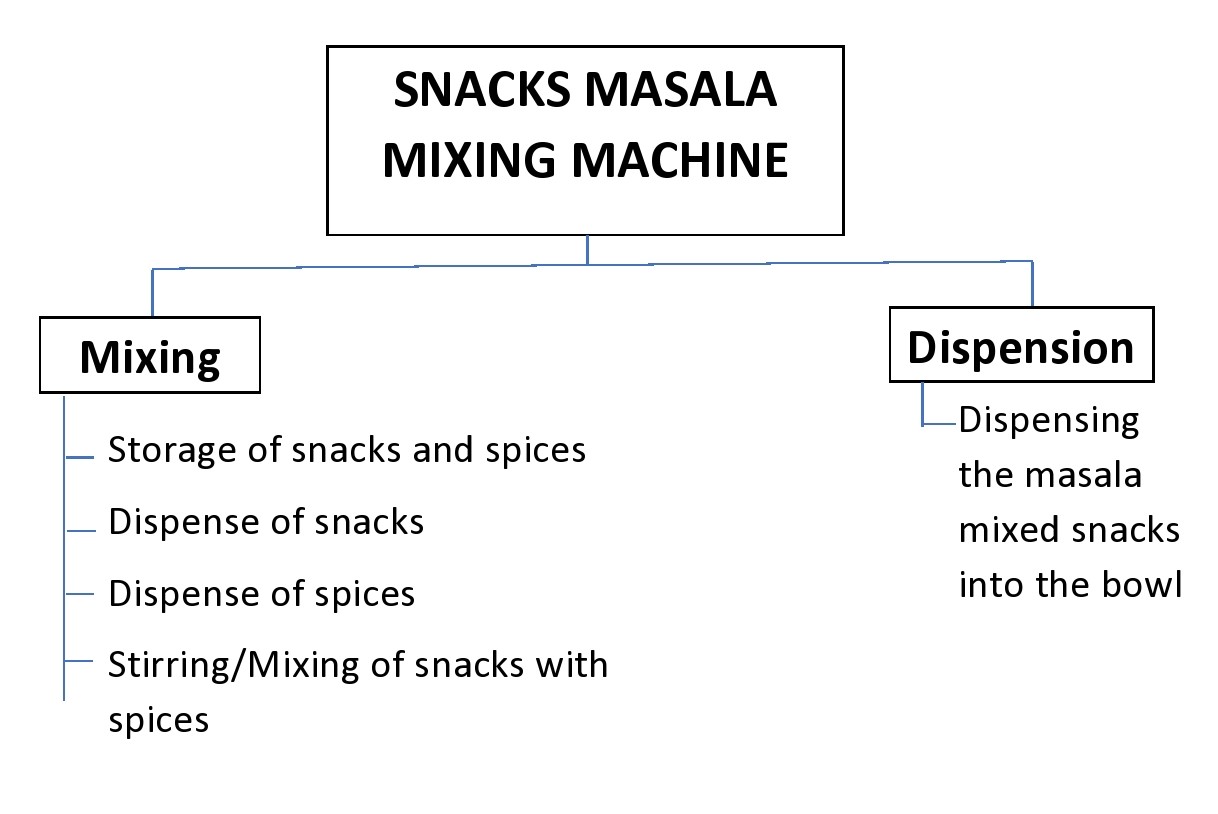 SNACKS MASALA
MIXING MACHINE
Mixing
Storage of snacks and spices
Dispense of snacks
Dispense of spices
Stirring/Mixing of snacks with
spices
Dispension
Dispensing
the masala
mixed snacks
into the bowl